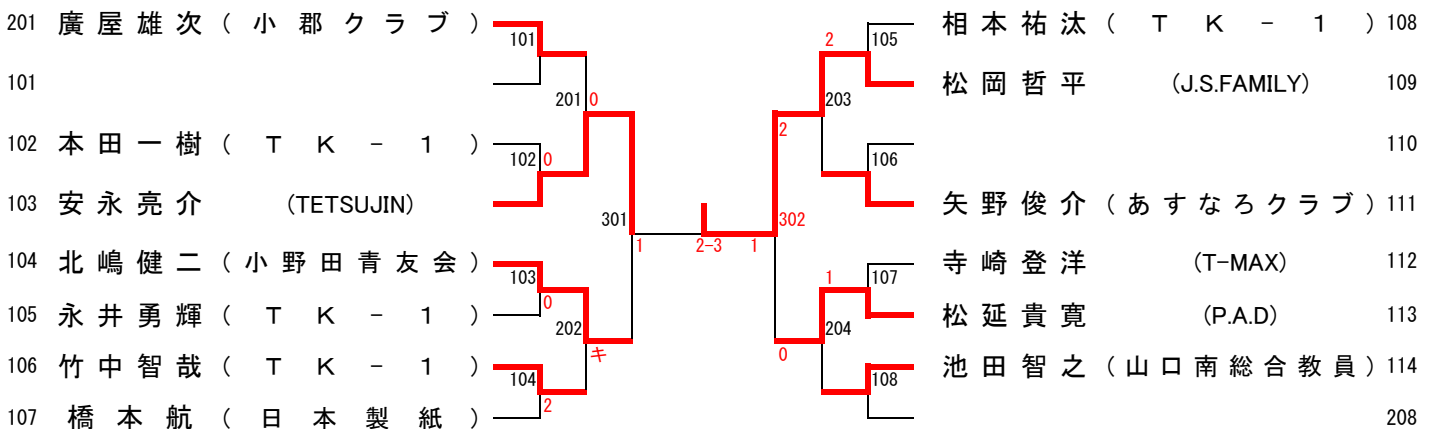 201 廣屋雄次(小郡クラブ)
101
102 本田一樹(TK-1)
103 安永亮介 (TETSUJIN)
104 北嶋健二(小野田青友会)
105 永井勇輝(TK-1)
106 竹中智哉(TK-1)
107 橋本航(日本製紙)
101
201 0
102 0
301
1
103
0
202
キ
104
2
2-3 1
2
105
203
2
106
302
1
107
204
0
108
相本祐汰(TK-1) 108
松岡哲平 (J.S.FAMILY) 109
110
矢野俊介(あすなろクラブ) 111
寺崎登洋 (T-MAX) 112
松延貴寛 (P.A.D) 113
池田智之(山口南総合教員) 114
208